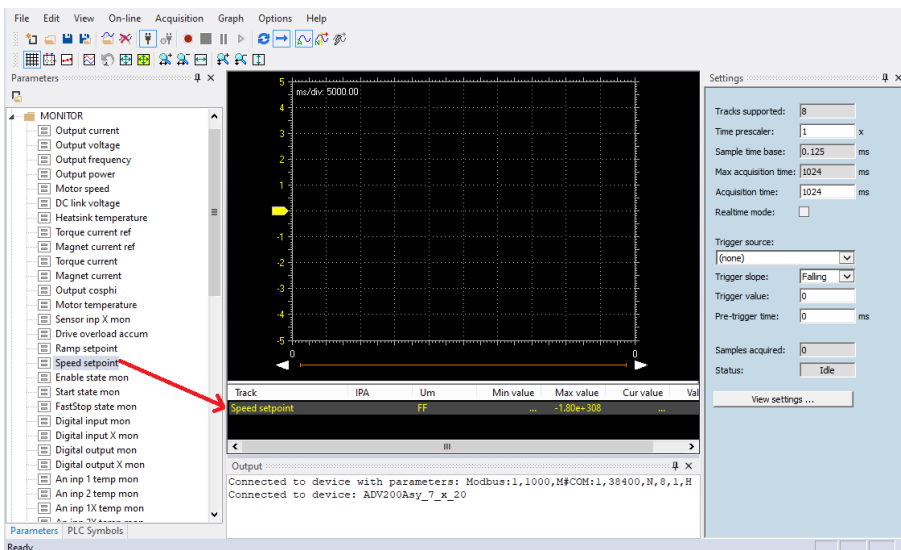 File Edit View On-line Acquisition Graph Options Help
Parameters
Settings
MONITOR
Output current
Output voltage
Output frequency
Output power
Motor speed
DC link voltage
Heatsink temperature
Torque current ref
Magnet current ref
Torque current
Magnet current
Output cosphi
Motor temperature
Sensor inp X mon
Drive overload accum
Ramp setpoint
Speed setpoint
Enable state mon
Start state mon
FastStop state mon
Digital input mon
Digital input X mon
Digital output mon
Digital output X mon
An inp 1 temp mon
An inp 2 temp mon
An inp 1X temp mon
An inp 2X temp mon
Parameters PLC Symbols
Ready
ms/div: 5000.00
5
4
3
2
1
-1
-2
-3
-4
-5
0 0
Track IPA Um Min value Max value Cur value Val
Speed setpoint FF ... -1.80e+308 ...
Output
Connected to device with parameters: Modbus:1,1000,M#COM:1,38400,N,8,1,H
Connected to device: ADV200Asy_7_x_20
Tracks supported: 8
Time prescaler: 1 x
Sample time base: 0.125 ms
Max acquisition time: 1024 ms
Acquisition time: 1024 ms
Realtime mode:
Trigger source:
(none)
Trigger slope: Falling
Trigger value: 0
Pre-trigger time: 0 ms
Samples acquired: 0
Status: Idle
View settings ...